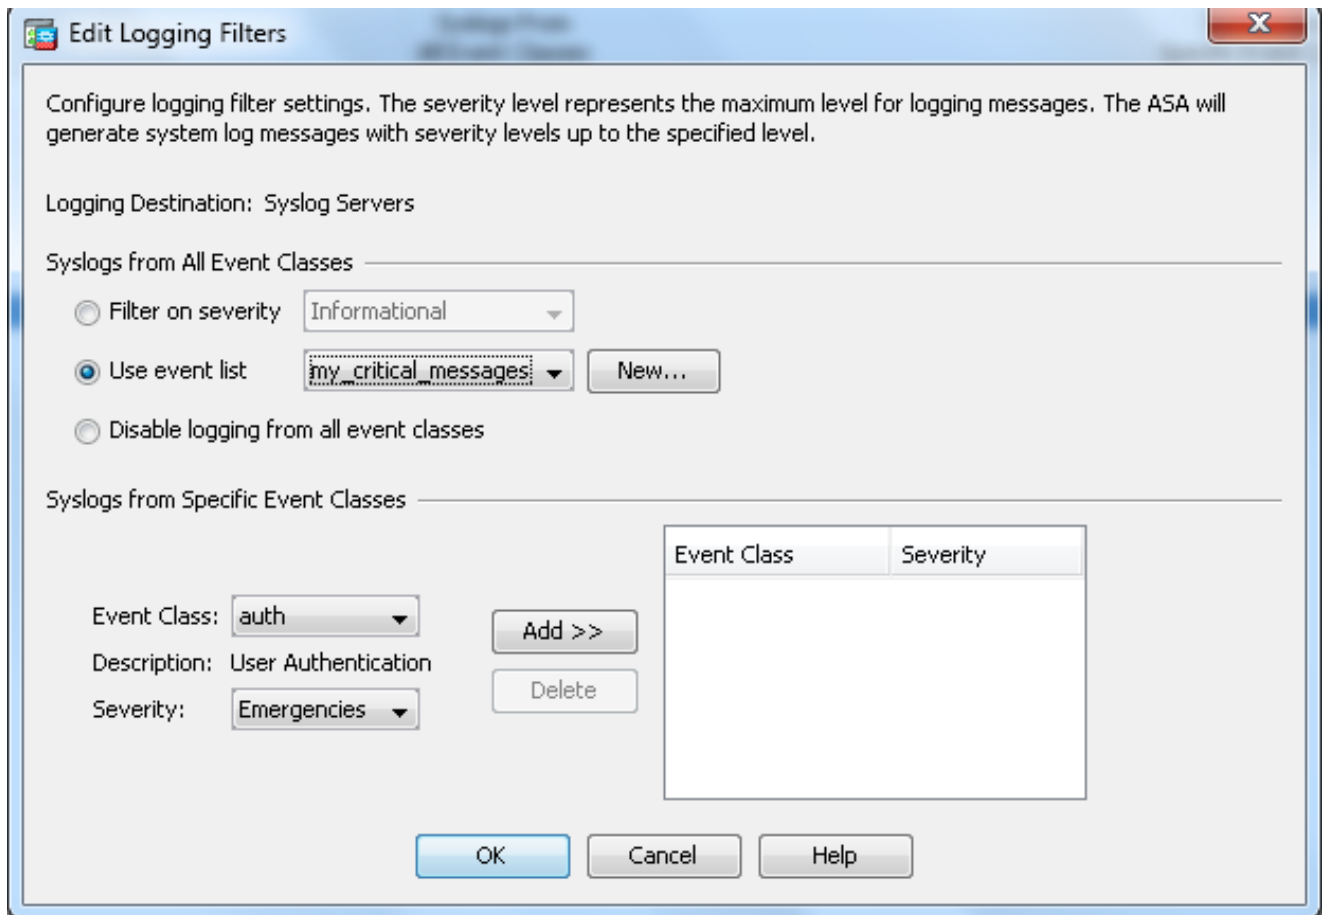 Edit Logging Filters
Configure logging filter settings. The severity level represents the maximum level for logging messages. The ASA will
generate system log messages with severity levels up to the specified level.
Logging Destination: Syslog Servers
Syslogs from All Event Classes
Filter on severity Informational
Use event list my_critical_messages New...
Disable logging from all event classes
Syslogs from Specific Event Classes
Event Class Severity
Event Class: auth
Add >>
Description: User Authentication
Delete
Severity: Emergencies
OK Cancel Help